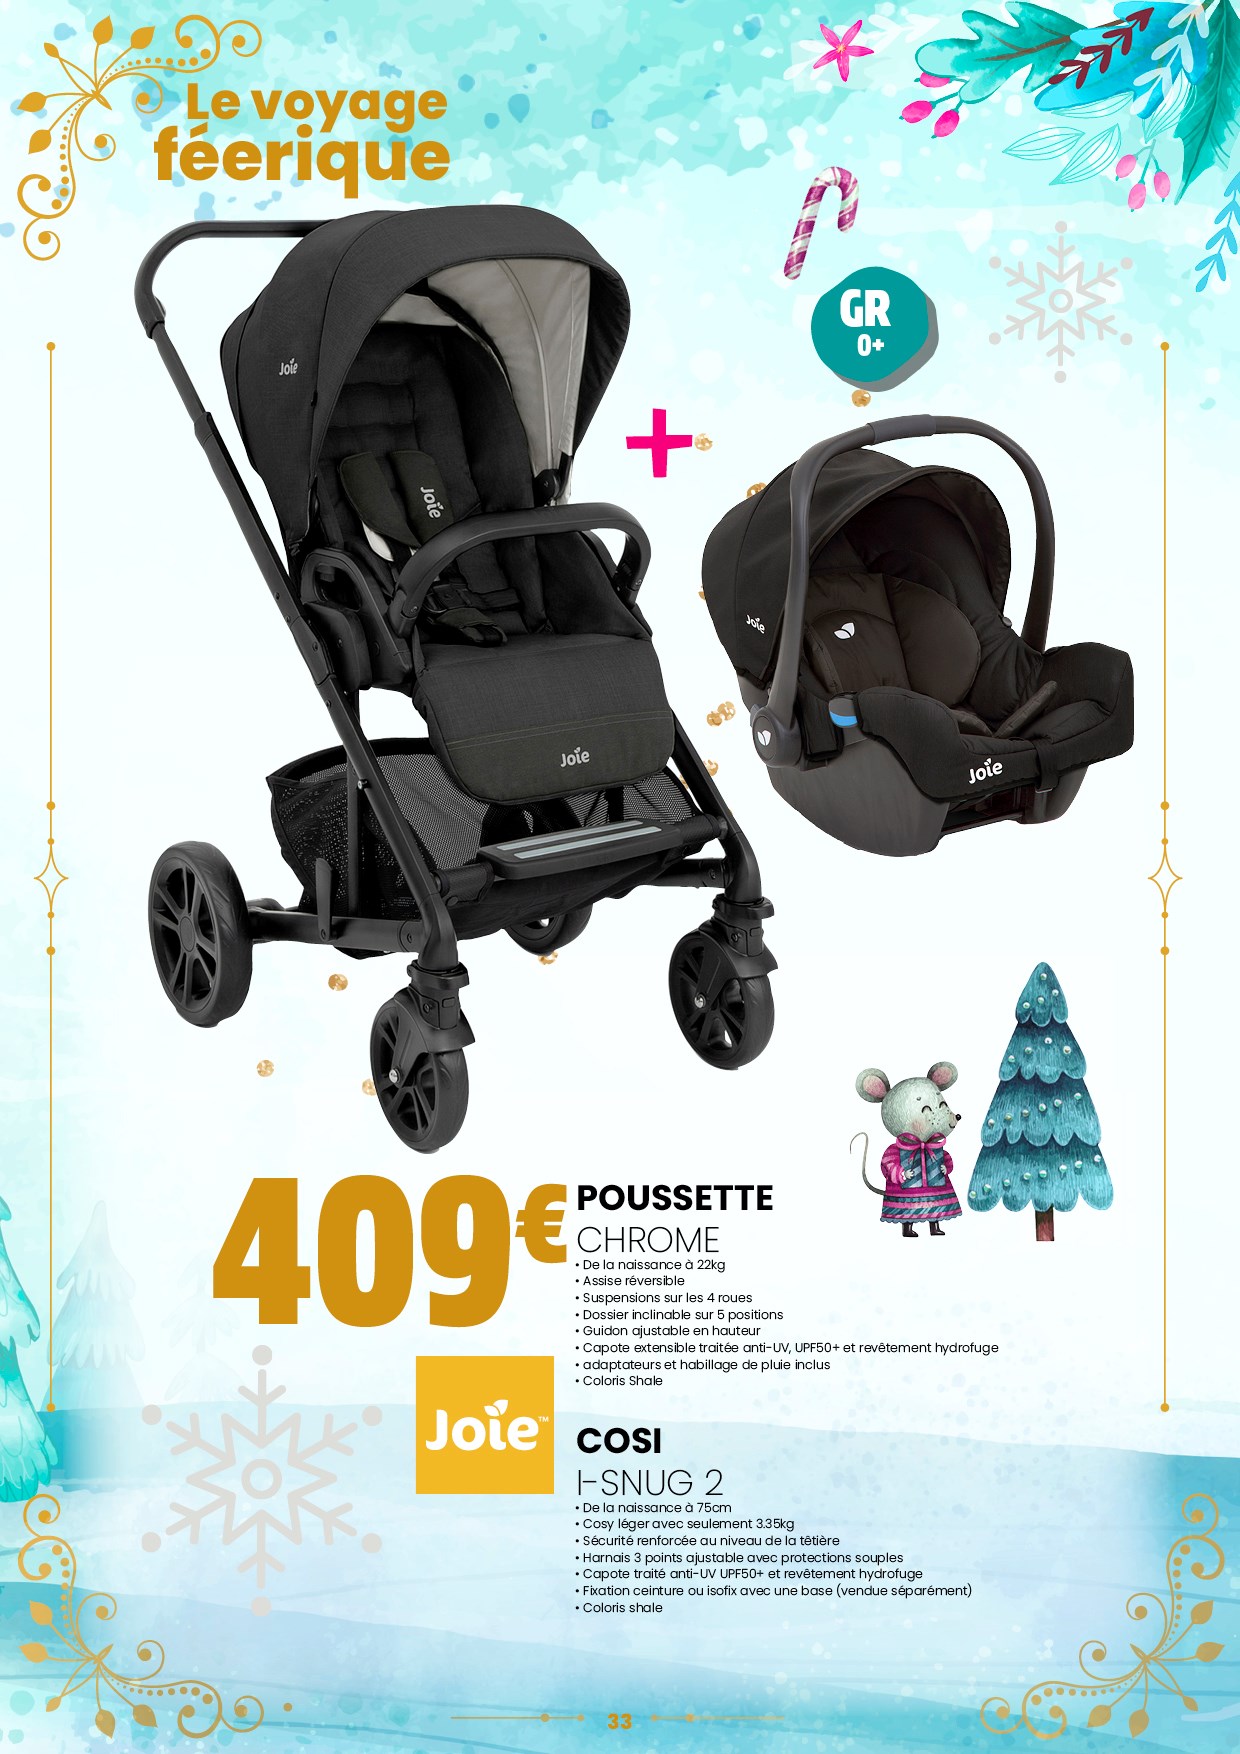 Le voyage
féerique
GR
0+
+
Joie
Joie
Joie
Joie
Joie
409€
POUSSETTE
CHROME
• De la naissance à 22kg
• Assise réversible
• Suspensions sur les 4 roues
• Dossier inclinable sur 5 positions
• Guidon ajustable en hauteur
• Capote extensible traitée anti-UV, UPF50+ et revêtement hydrofuge
• adaptateurs et habillage de pluie inclus
• Coloris Shale
Joie™
COSI
I-SNUG 2
• De la naissance à 75cm
• Cosy léger avec seulement 3.35kg
• Sécurité renforcée au niveau de la têtière
• Harnais 3 points ajustable avec protections souples
• Capote traité anti-UV UPF50+ et revêtement hydrofuge
• Fixation ceinture ou isofix avec une base (vendue séparément)
• Coloris shale
33